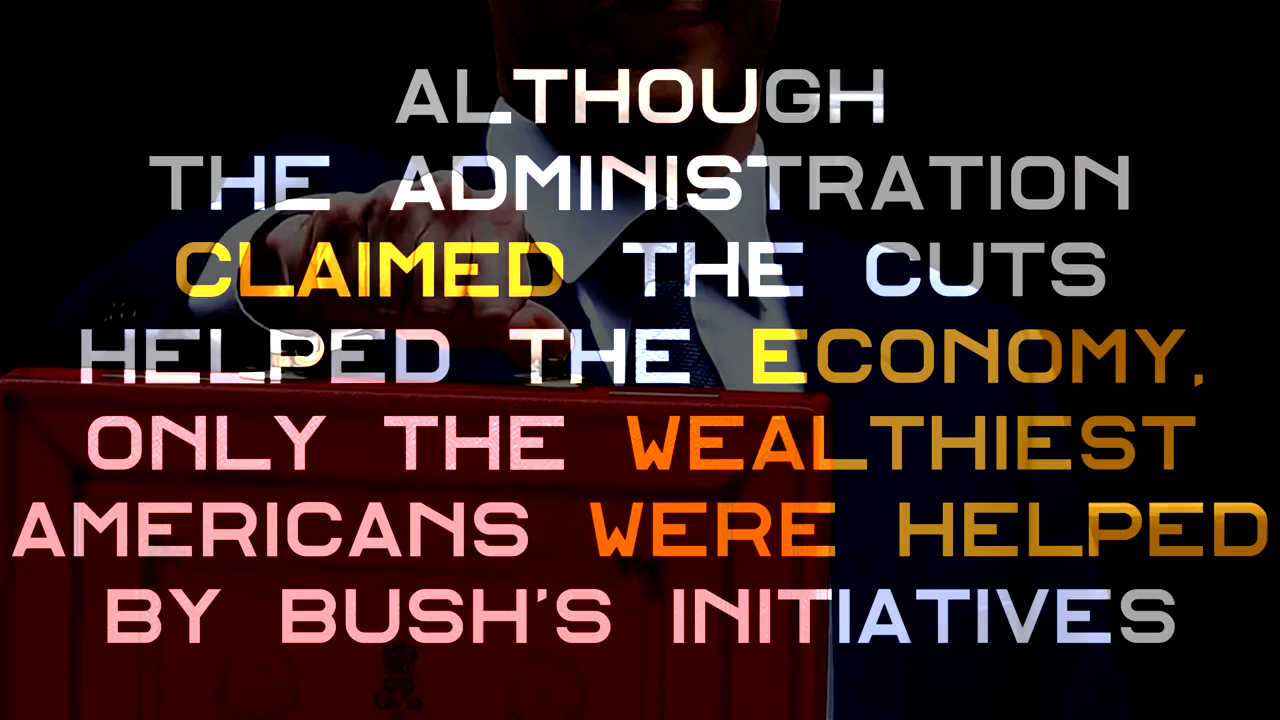 ALTHOUGH
THE ADMINISTRATION
CLAIMED THE CUTS
HELPED THE ECONOMY,
ONLY THE WEALTHIEST
AMERICANS WERE HELPED
BY BUSH'S INITIATIVES